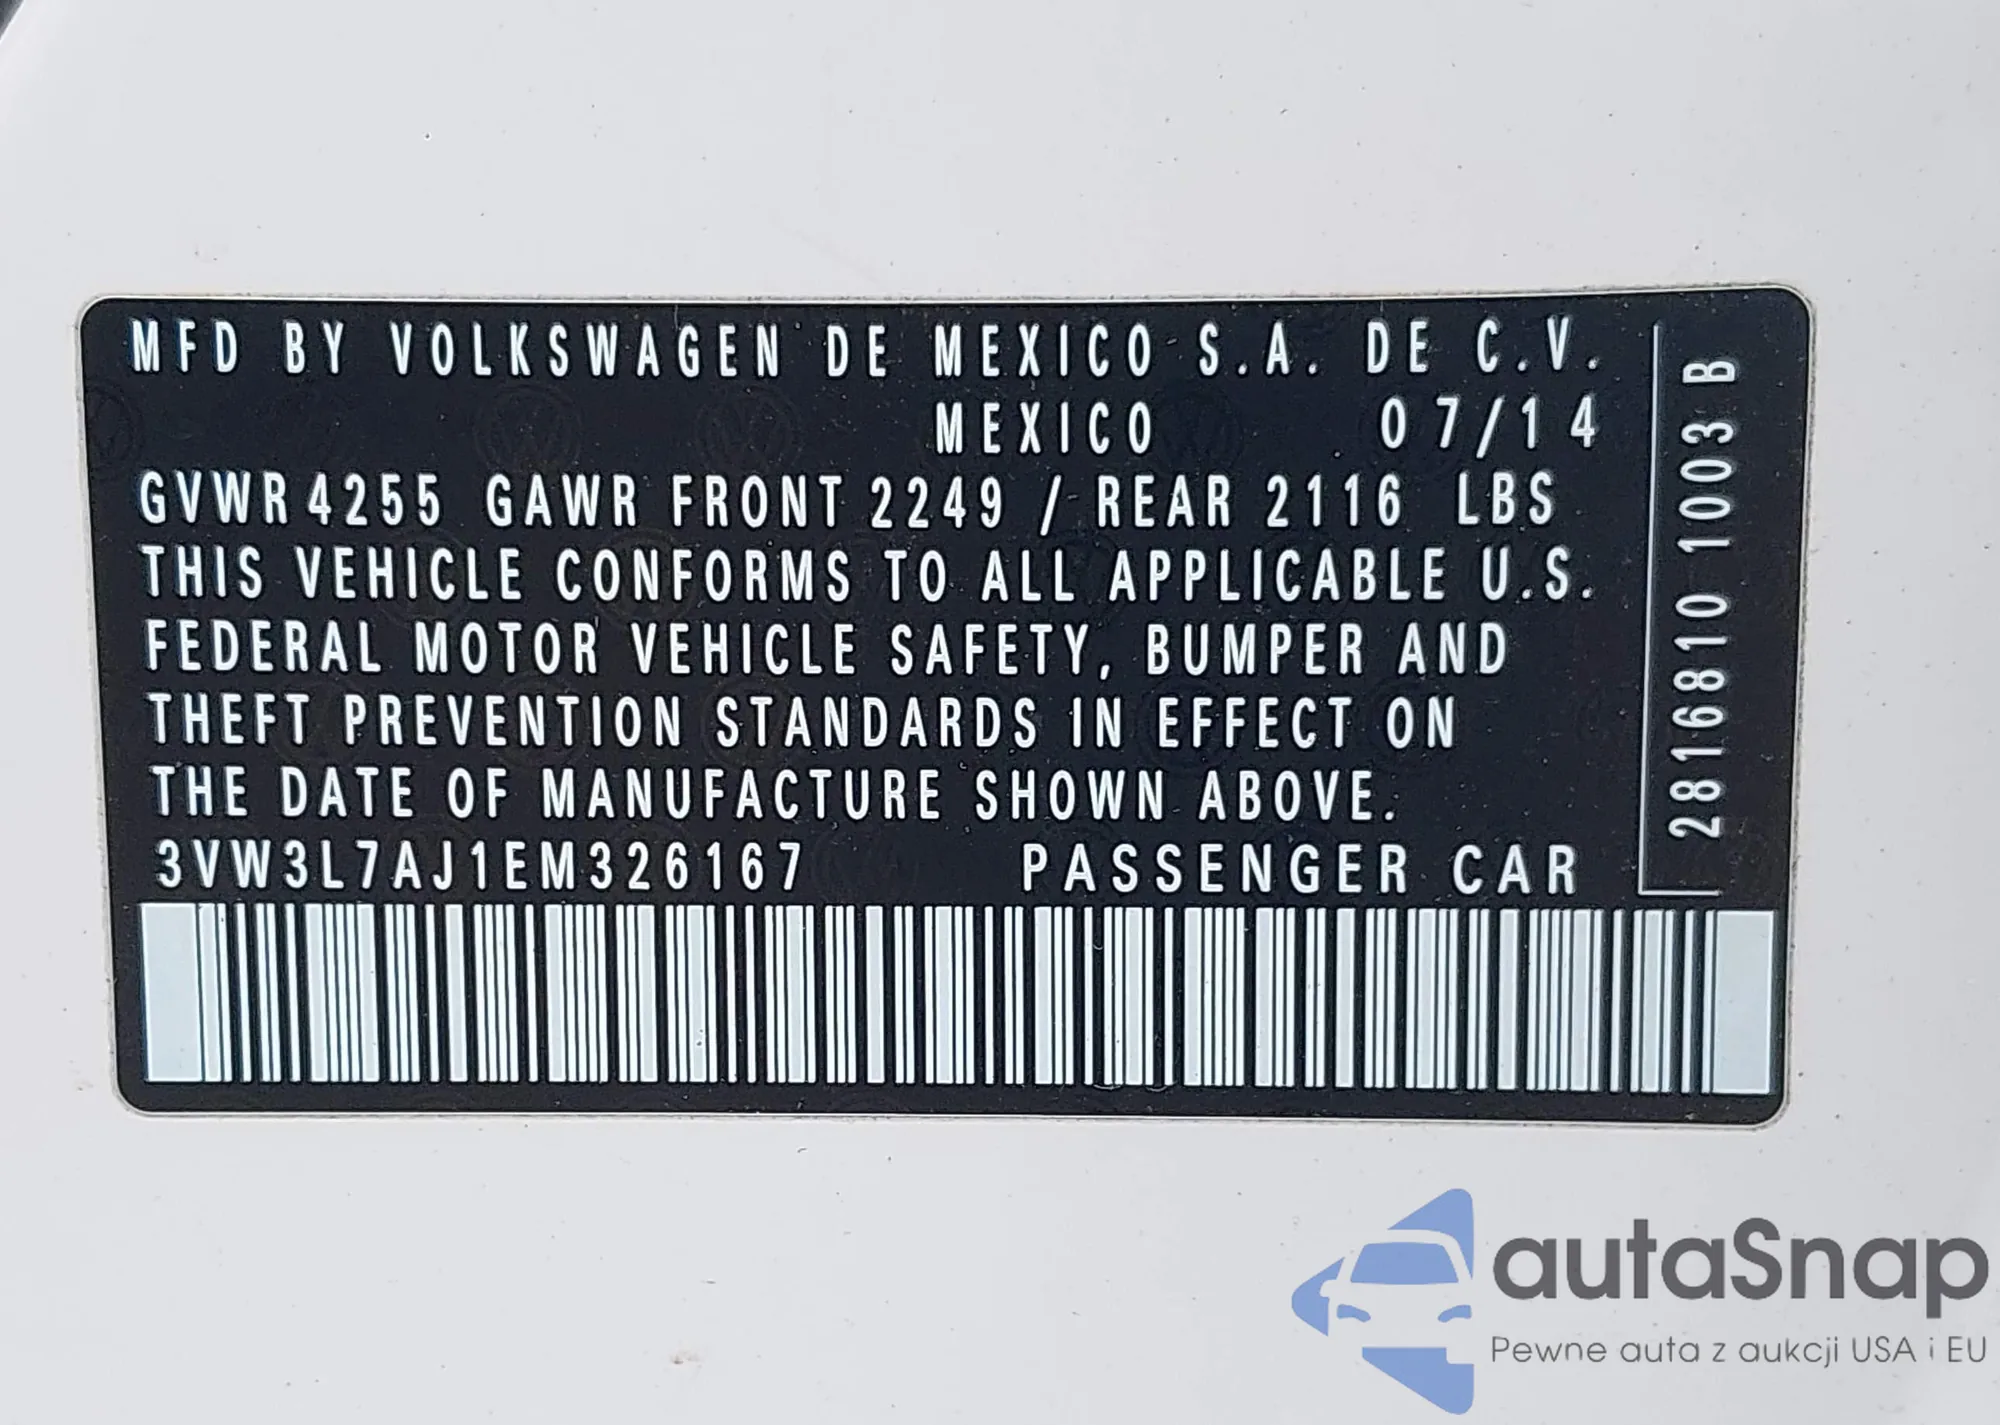 MFD BY VOLKSWAGEN DE MEXICO S.A. DE C.V.
MEXICO 07/14
GVWR 4255 GAWR FRONT 2249 / REAR 2116 LBS
THIS VEHICLE CONFORMS TO ALL APPLICABLE U.S.
FEDERAL MOTOR VEHICLE SAFETY, BUMPER AND
THEFT PREVENTION STANDARDS IN EFFECT ON
THE DATE OF MANUFACTURE SHOWN ABOVE.
3VW3L7AJ1EM326167 PASSENGER CAR
2816810 1003 B
autaSnap
Pewne auta z aukcji USA i EU